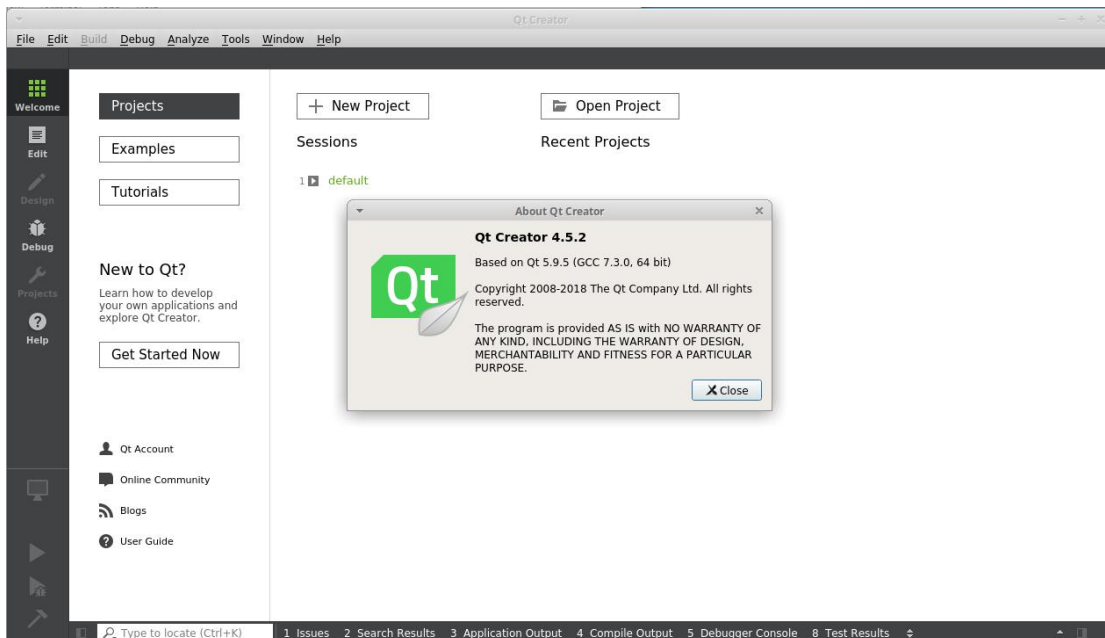 Qt Creator
File Edit Build Debug Analyze Tools Window Help
Welcome
Edit
Design
Debug
Projects
Help
Projects
Examples
Tutorials
New to Qt?
Learn how to develop
your own applications and
explore Qt Creator.
Get Started Now
Qt Account
Online Community
Blogs
User Guide
New Project
Open Project
Sessions
Recent Projects
1 default
About Qt Creator
Qt
Qt Creator 4.5.2
Based on Qt 5.9.5 (GCC 7.3.0, 64 bit)
Copyright 2008-2018 The Qt Company Ltd. All rights
reserved.
The program is provided AS IS with NO WARRANTY OF
ANY KIND, INCLUDING THE WARRANTY OF DESIGN,
MERCHANTABILITY AND FITNESS FOR A PARTICULAR
PURPOSE.
Close
Type to locate (Ctrl+K)
1 Issues 2 Search Results 3 Application Output 4 Compile Output 5 Debugger Console 8 Test Results